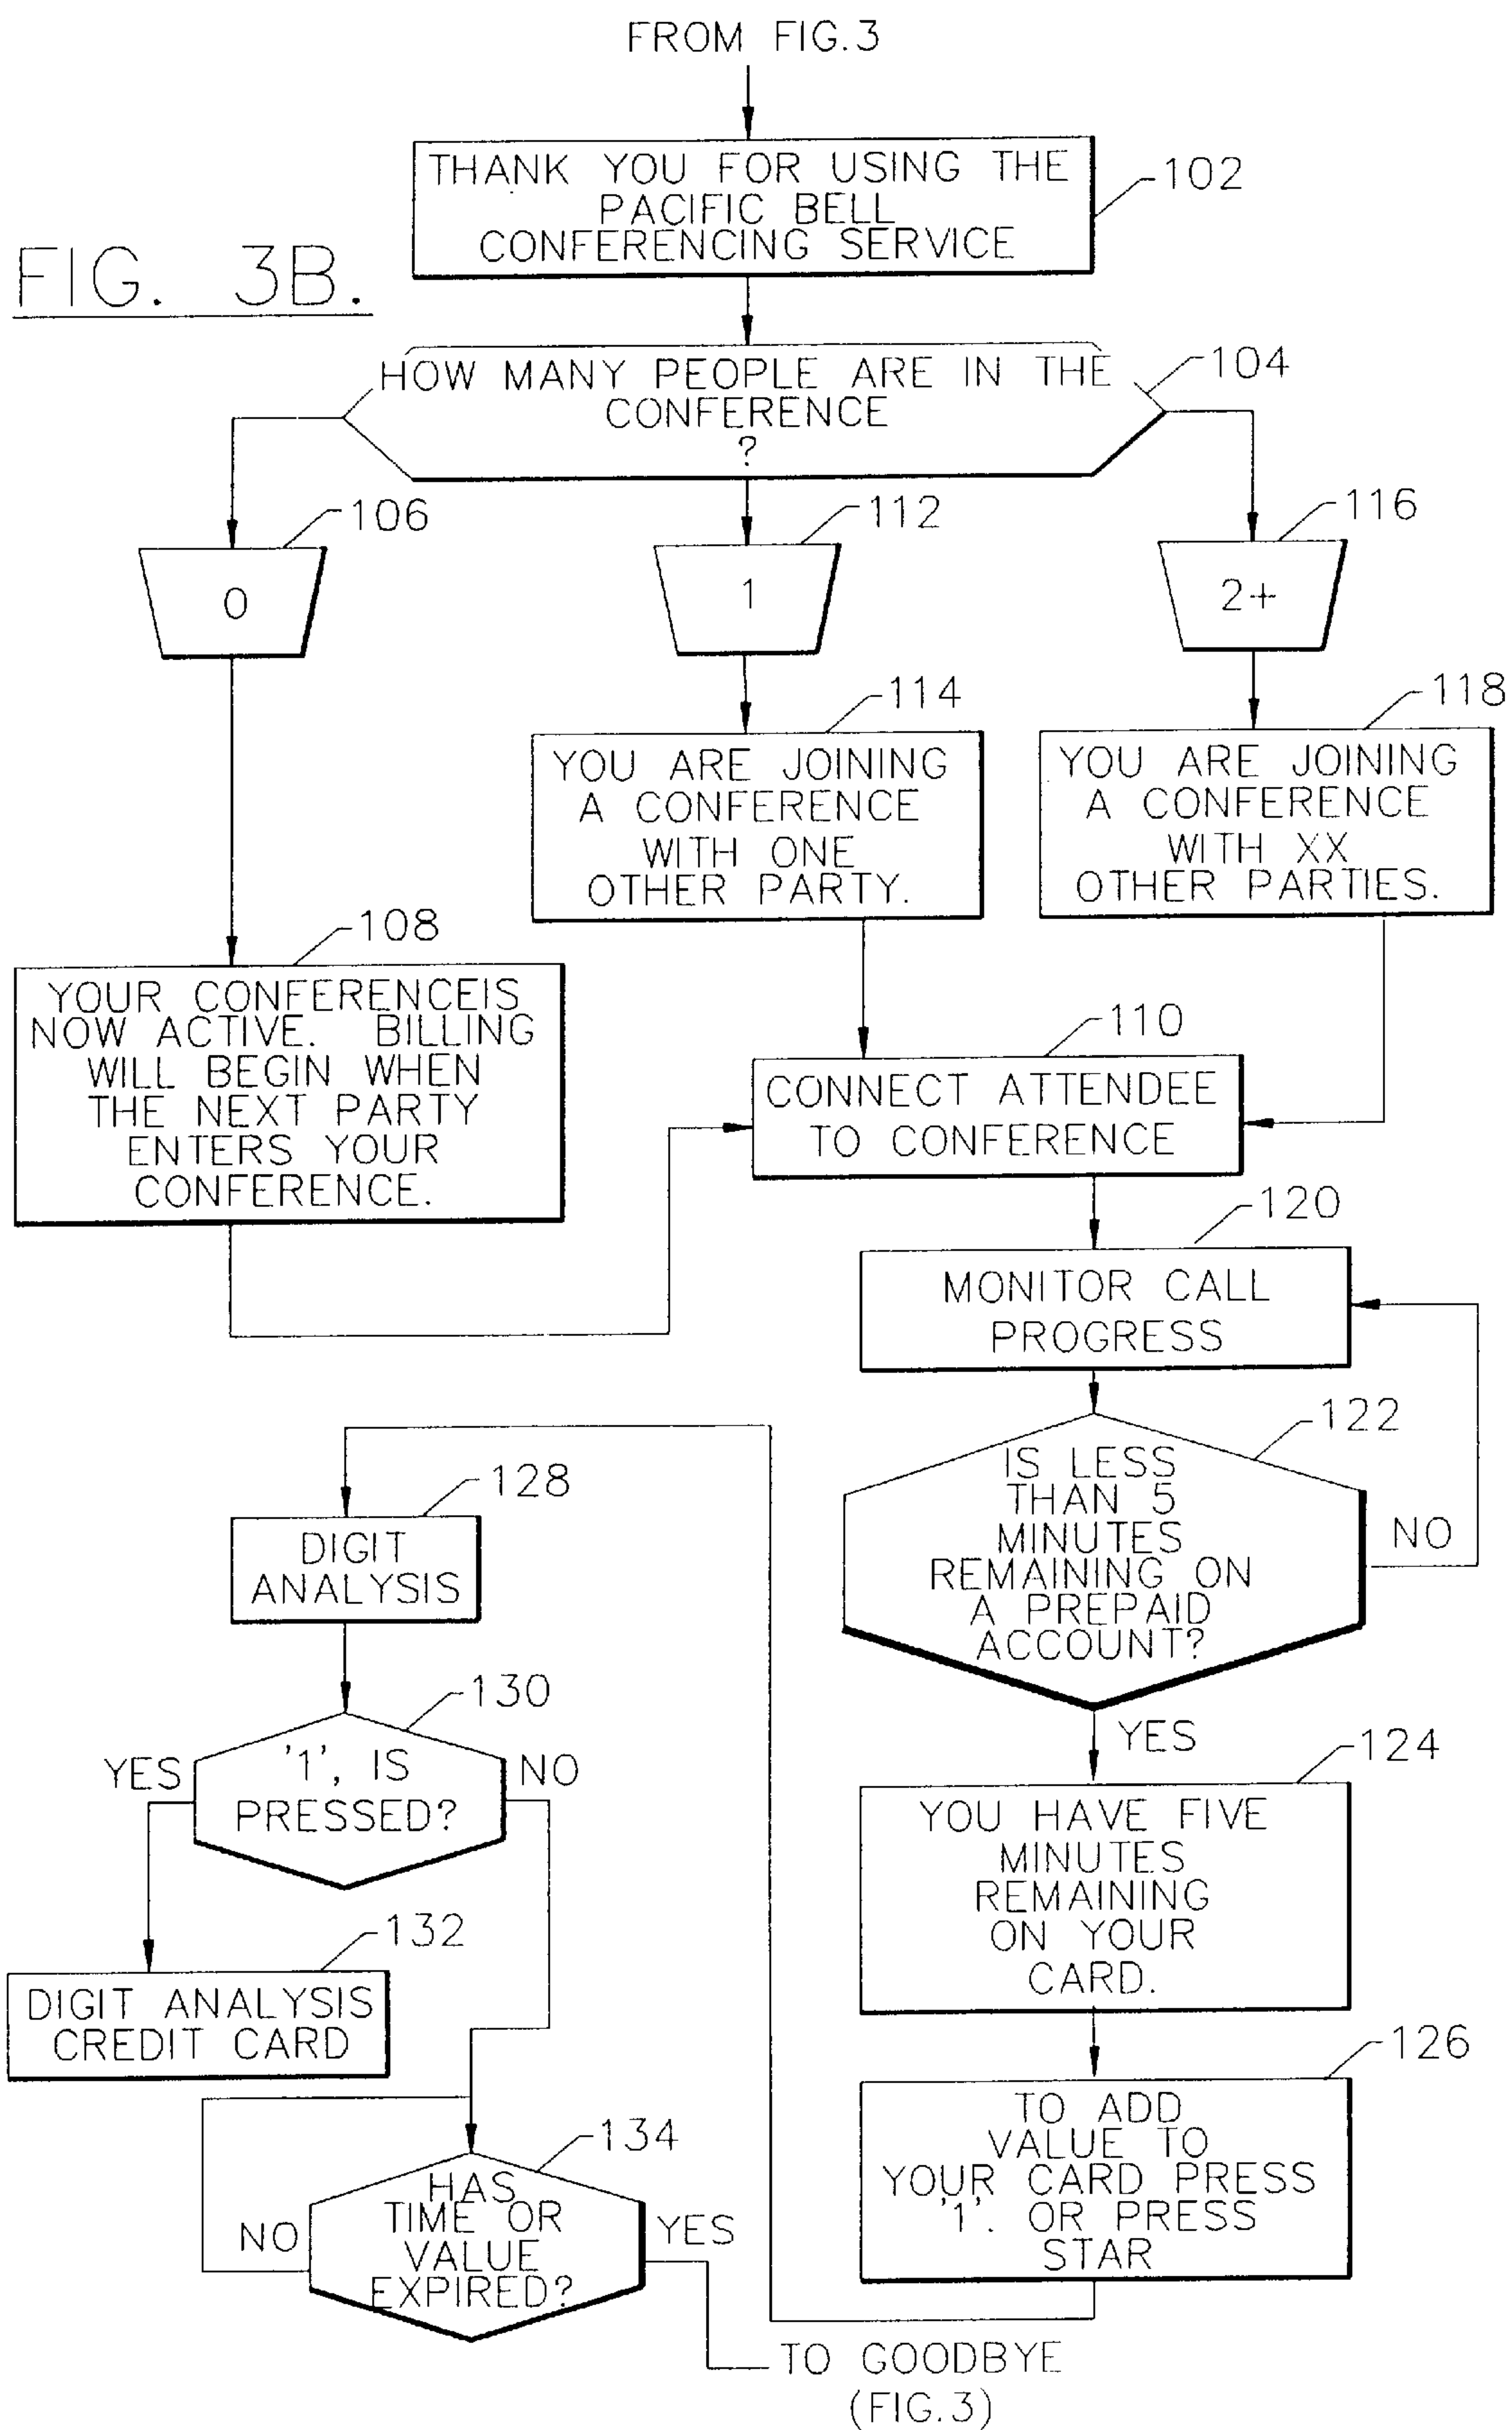 FROM FIG.3
THANK YOU FOR USING THE
PACIFIC BELL
CONFERENCING SERVICE
102
FIG. 3B.
HOW MANY PEOPLE ARE IN THE
CONFERENCE
?
104
106
0
112
1
116
2+
114
YOU ARE JOINING
A CONFERENCE
WITH ONE
OTHER PARTY.
118
YOU ARE JOINING
A CONFERENCE
WITH XX
OTHER PARTIES.
108
YOUR CONFERENCEIS
NOW ACTIVE. BILLING
WILL BEGIN WHEN
THE NEXT PARTY
ENTERS YOUR
CONFERENCE.
110
CONNECT ATTENDEE
TO CONFERENCE
120
MONITOR CALL
PROGRESS
122
IS LESS
THAN 5
MINUTES
REMAINING ON
A PREPAID
ACCOUNT?
NO
YES
124
YOU HAVE FIVE
MINUTES
REMAINING
ON YOUR
CARD.
126
TO ADD
VALUE TO
YOUR CARD PRESS
'1'. OR PRESS
STAR
128
DIGIT
ANALYSIS
130
'1', IS
PRESSED?
YES
NO
132
DIGIT ANALYSIS
CREDIT CARD
134
HAS
TIME OR
VALUE
EXPIRED?
NO
YES
TO GOODBYE
(FIG.3)